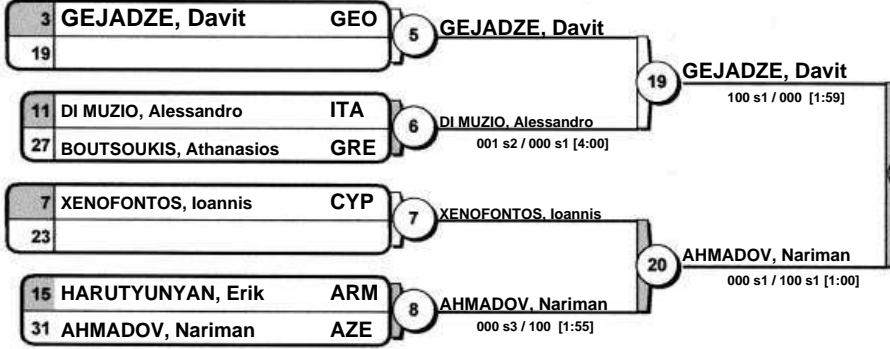 3 GEJADZE, Davit GEO
19
5 GEJADZE, Davit
11 DI MUZIO, Alessandro ITA
27 BOUTSOUKIS, Athanasios GRE
6 DI MUZIO, Alessandro
001 s2 / 000 s1 [4:00]
19 GEJADZE, Davit
100 s1 / 000 [1:59]
7 XENOFONTOS, Ioannis CYP
23
7 XENOFONTOS, Ioannis
15 HARUTYUNYAN, Erik ARM
31 AHMADOV, Nariman AZE
8 AHMADOV, Nariman
000 s3 / 100 [1:55]
20 AHMADOV, Nariman
000 s1 / 100 s1 [1:00]